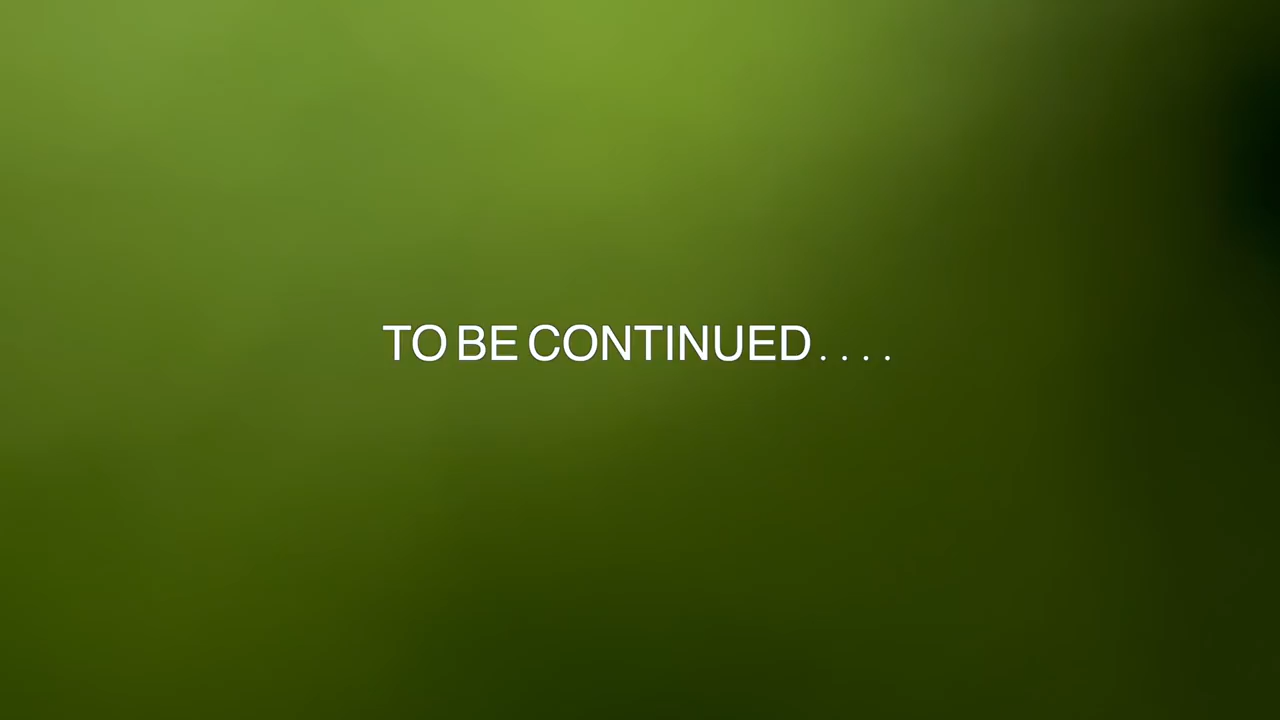 TO BE CONTINUED . . . .